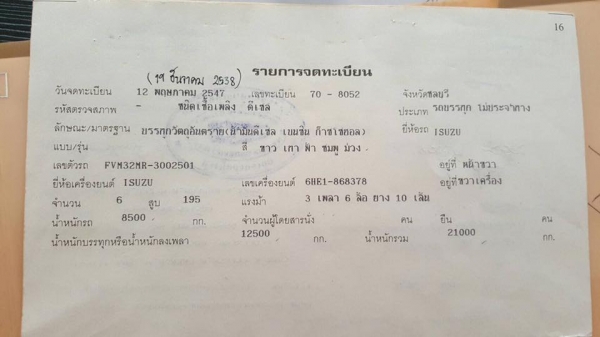 16
(19 ธันวาคม 2538) รายการจดทะเบียน
วันจดทะเบียน 12 พฤษภาคม 2547 เลขทะเบียน 70 - 8052 จังหวัดชลบุรี
รหัสตรวจสภาพ - ชนิดเชื้อเพลิง ดีเซล ประเภท รถบรรทุก ไม่ประจำทาง
ลักษณะ/มาตรฐาน บรรทุกวัตถุอันตราย(น้ำมันดีเซล เบนซิน ก๊าซโซฮอล) ยี่ห้อรถ ISUZU
แบบ/รุ่น สี ขาว เทา ฟ้า ชมพู ม่วง
เลขตัวรถ FVM32MR-3002501 อยู่ที่ หน้าขวา
ยี่ห้อเครื่องยนต์ ISUZU เลขเครื่องยนต์ 6HE1-868378 อยู่ที่ขวาเครื่อง
จำนวน 6 สูบ 195 แรงม้า 3 เพลา 6 ล้อ ยาง 10 เส้น
น้ำหนักรถ 8500 กก. จำนวนผู้โดยสารนั่ง คน ยืน คน
น้ำหนักบรรทุกหรือน้ำหนักลงเพลา 12500 กก. น้ำหนักรวม 21000 กก.